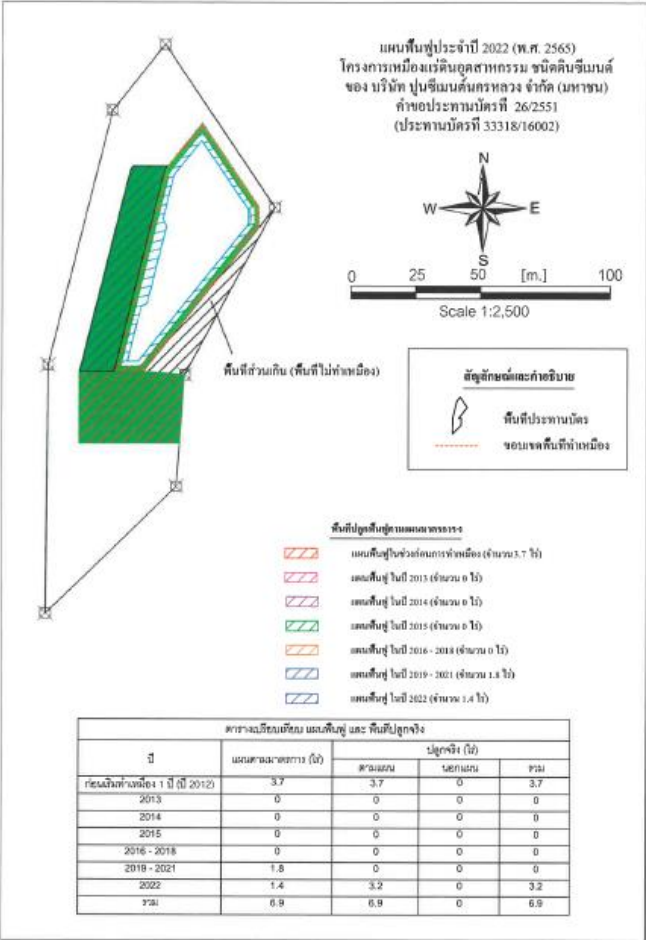 แผนฟื้นฟูประจำปี 2022 (พ.ศ. 2565)
โครงการเหมืองแร่ดินอุตสาหกรรม ชนิดดินซีเมนต์
ของ บริษัท ปูนซีเมนต์นครหลวง จำกัด (มหาชน)
คำขอประทานบัตรที่ 26/2551
(ประทานบัตรที่ 33318/16002)
N
W E
S
0 25 50 [m.] 100
Scale 1:2,500
พื้นที่ส่วนเกิน (พื้นที่ไม่ทำเหมือง)
สัญลักษณ์และคำอธิบาย
พื้นที่ประทานบัตร
ขอบเขตพื้นที่ทำเหมือง
พื้นที่ปลูกฟื้นฟูตามแผนมาตรการฯ
แผนฟื้นฟูในช่วงก่อนการทำเหมือง (จำนวน 3.7 ไร่)
แผนฟื้นฟู ในปี 2013 (จำนวน 0 ไร่)
แผนฟื้นฟู ในปี 2014 (จำนวน 0 ไร่)
แผนฟื้นฟู ในปี 2015 (จำนวน 0 ไร่)
แผนฟื้นฟู ในปี 2016 - 2018 (จำนวน 0 ไร่)
แผนฟื้นฟู ในปี 2019 - 2021 (จำนวน 1.8 ไร่)
แผนฟื้นฟู ในปี 2022 (จำนวน 1.4 ไร่)
ตารางเปรียบเทียบ แผนฟื้นฟู และ พื้นที่ปลูกจริง
ปี แผนตามมาตรการ (ไร่) ปลูกจริง (ไร่)
ตามแผน นอกแผน รวม
ก่อนเริ่มทำเหมือง 1 ปี (ปี 2012) 3.7 3.7 0 3.7
2013 0 0 0 0
2014 0 0 0 0
2015 0 0 0 0
2016 - 2018 0 0 0 0
2019 - 2021 1.8 0 0 0
2022 1.4 3.2 0 3.2
รวม 6.9 6.9 0 6.9